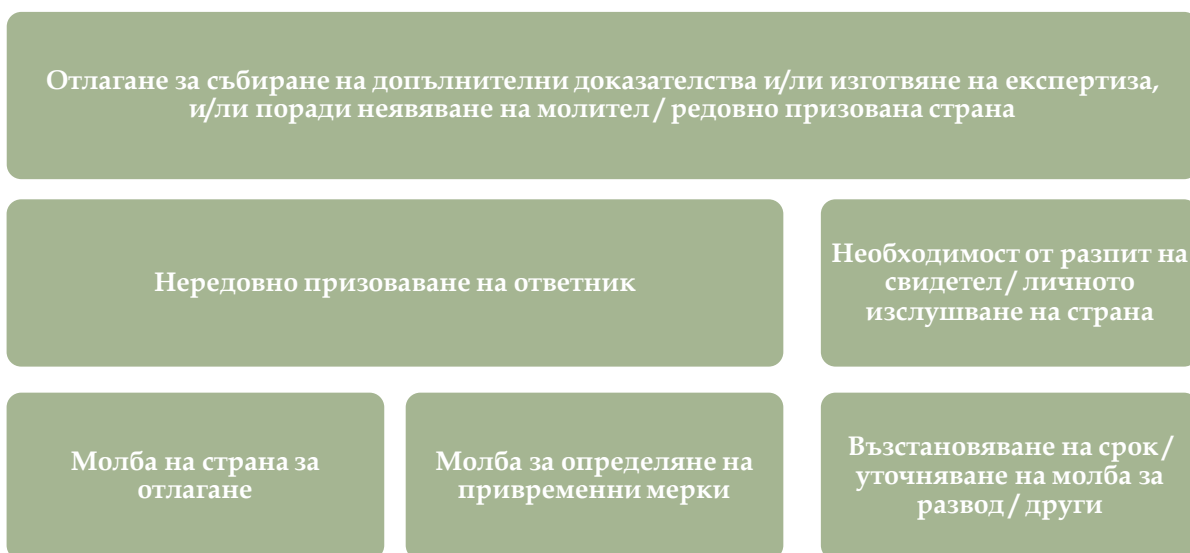 Отлагане за събиране на допълнителни доказателства и/или изготвяне на експертиза,
и/или поради неявяване на молител / редовно призована страна
Нередовно призоваване на ответник
Необходимост от разпит на
свидетел / личното
изслушване на страна
Молба на страна за
отлагане
Молба за определяне на
привременни мерки
Възстановяване на срок /
уточняване на молба за
развод / други